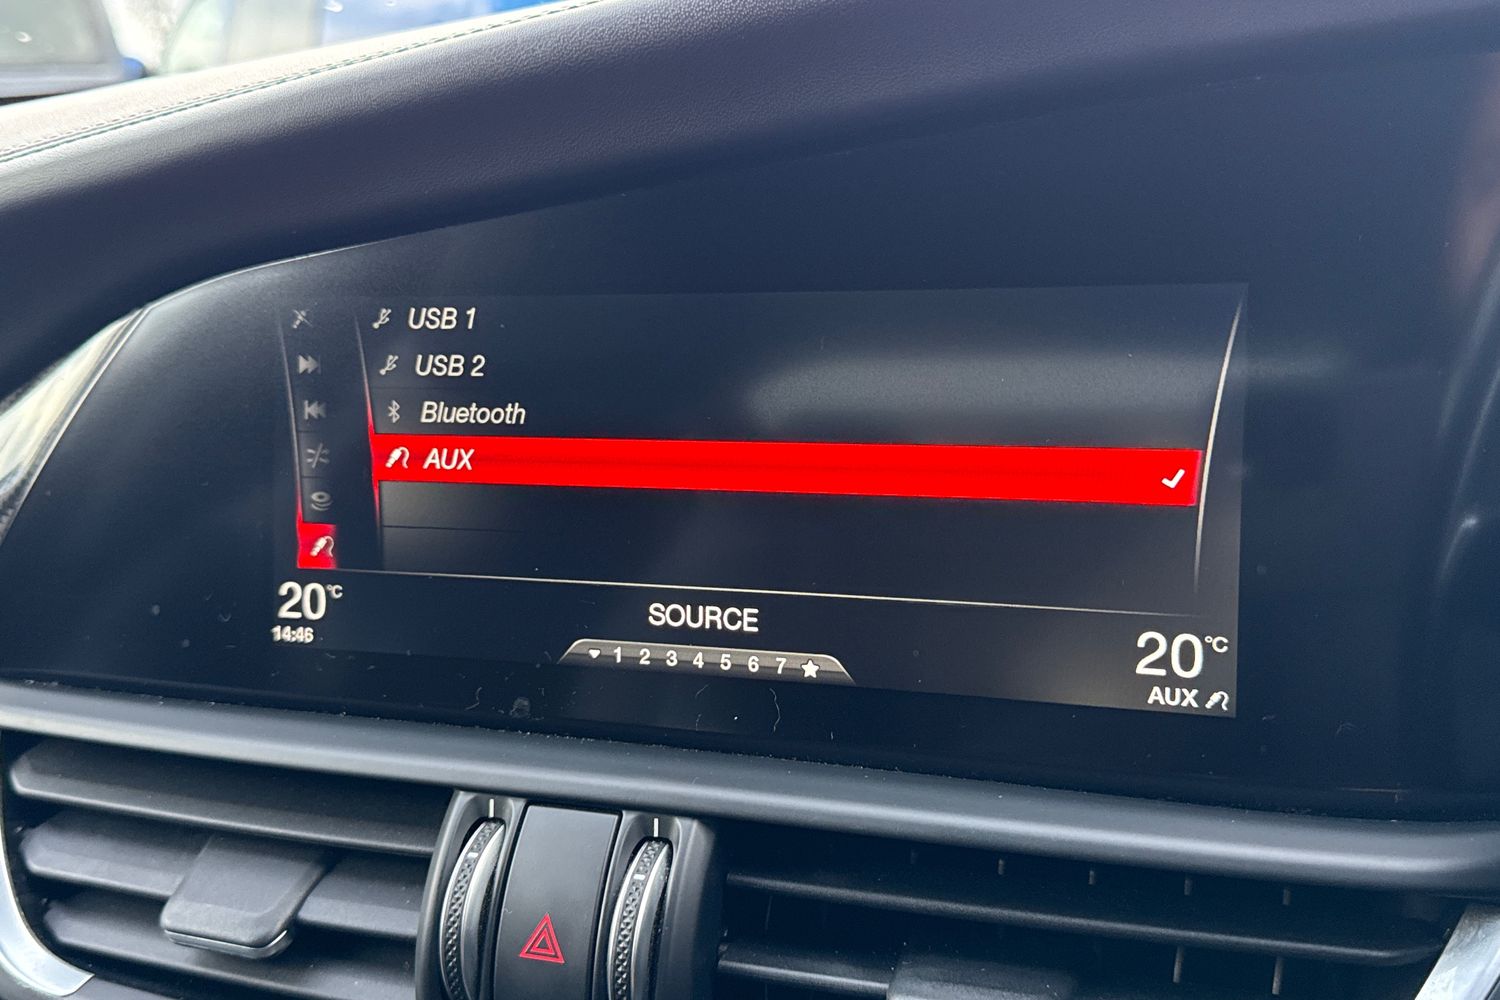 USB 1
USB 2
Bluetooth
AUX
20°C
14:46
SOURCE
1 2 3 4 5 6 7
20°C
AUX